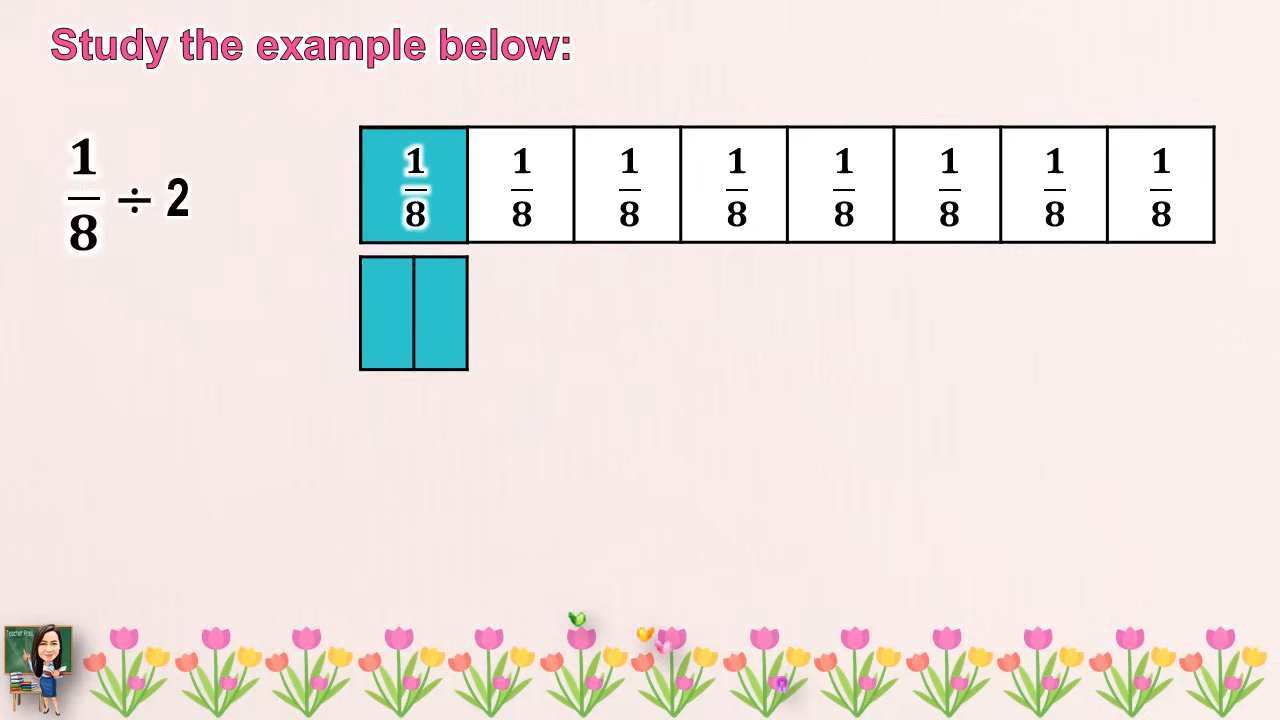 Study the example below:
1/8 ÷ 2
1/8 1/8 1/8 1/8 1/8 1/8 1/8 1/8